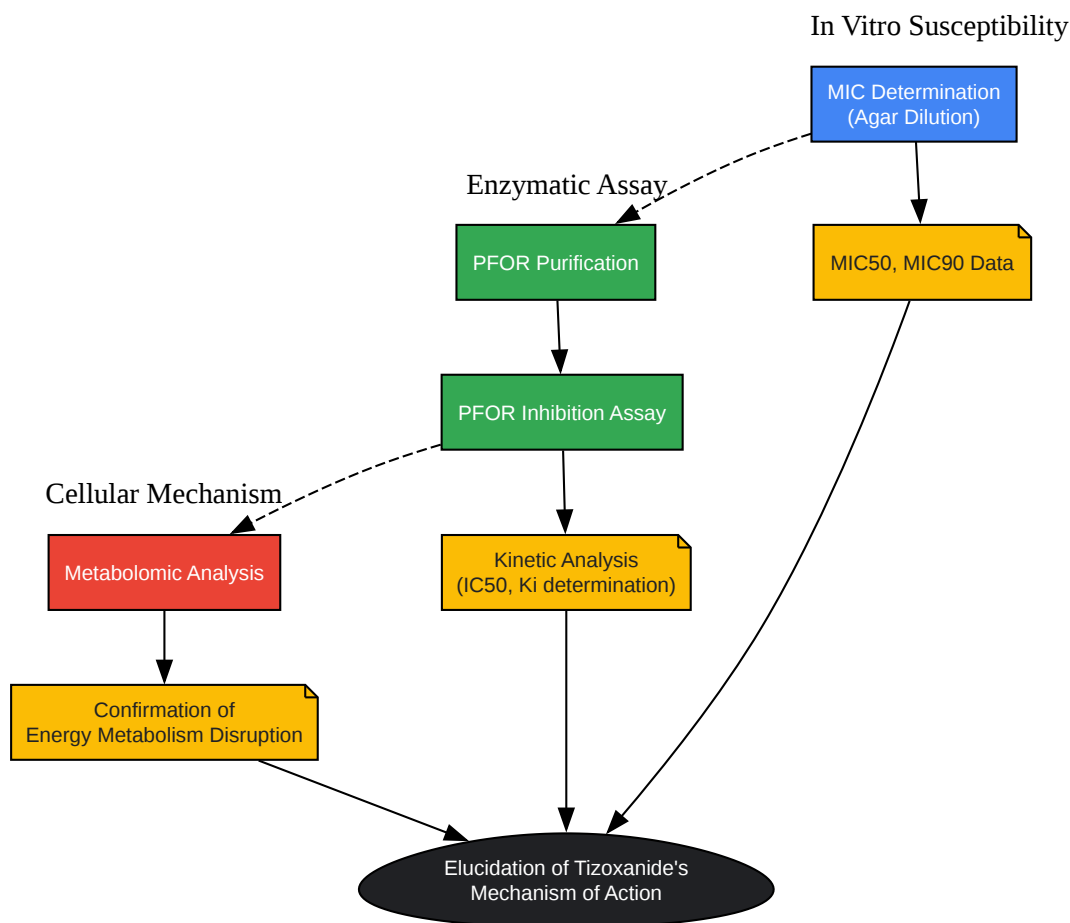 In Vitro Susceptibility
MIC Determination
(Agar Dilution)
Enzymatic Assay
PFOR Purification
MIC50, MIC90 Data
PFOR Inhibition Assay
Cellular Mechanism
Metabolomic Analysis
Kinetic Analysis
(IC50, Ki determination)
Confirmation of
Energy Metabolism Disruption
Elucidation of Tizoxanide's
Mechanism of Action